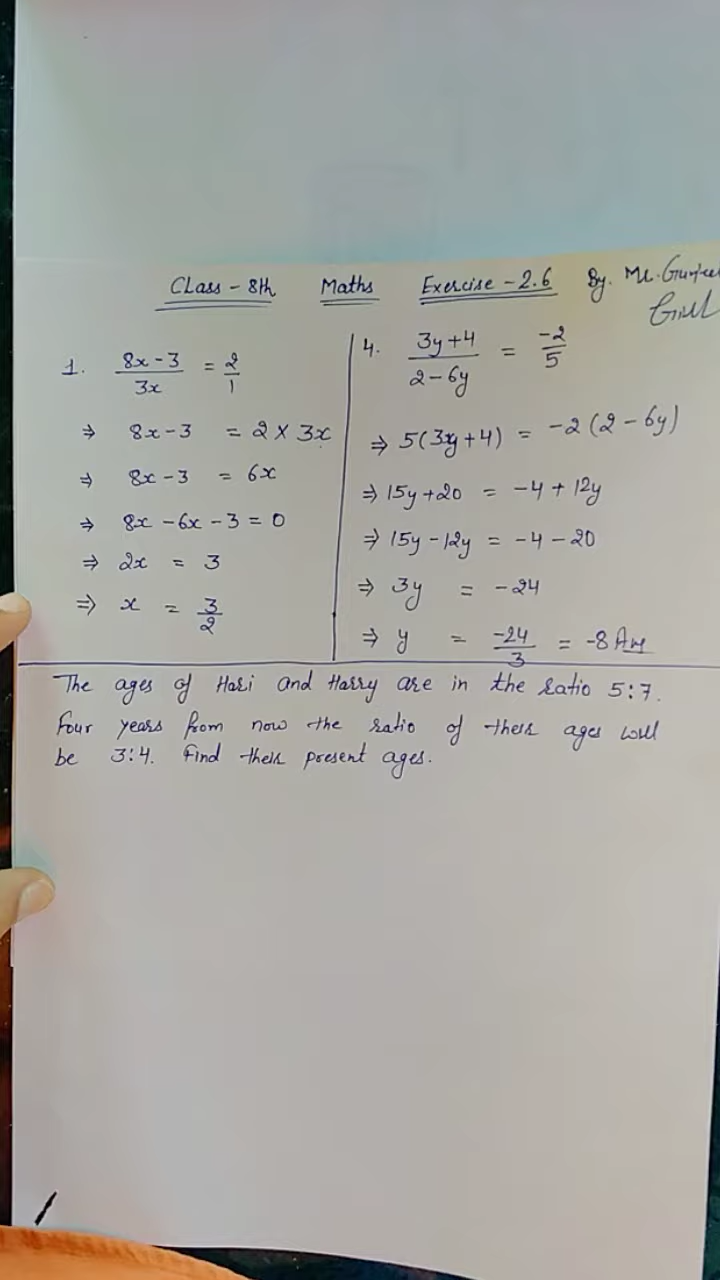 Class - 8th Maths Exercise - 2.6 By. Mr. Gurjee
Gill
1. 8x - 3 / 3x = 2 / 1
⇒ 8x - 3 = 2 × 3x
⇒ 8x - 3 = 6x
⇒ 8x - 6x - 3 = 0
⇒ 2x = 3
⇒ x = 3 / 2
4. 3y + 4 / 2 - 6y = -2 / 5
⇒ 5(3y + 4) = -2 (2 - 6y)
⇒ 15y + 20 = -4 + 12y
⇒ 15y - 12y = -4 - 20
⇒ 3y = -24
⇒ y = -24 / 3 = -8 Ans
The ages of Hari and Harry are in the ratio 5:7.
Four years from now the ratio of their ages will
be 3:4. Find their present ages.